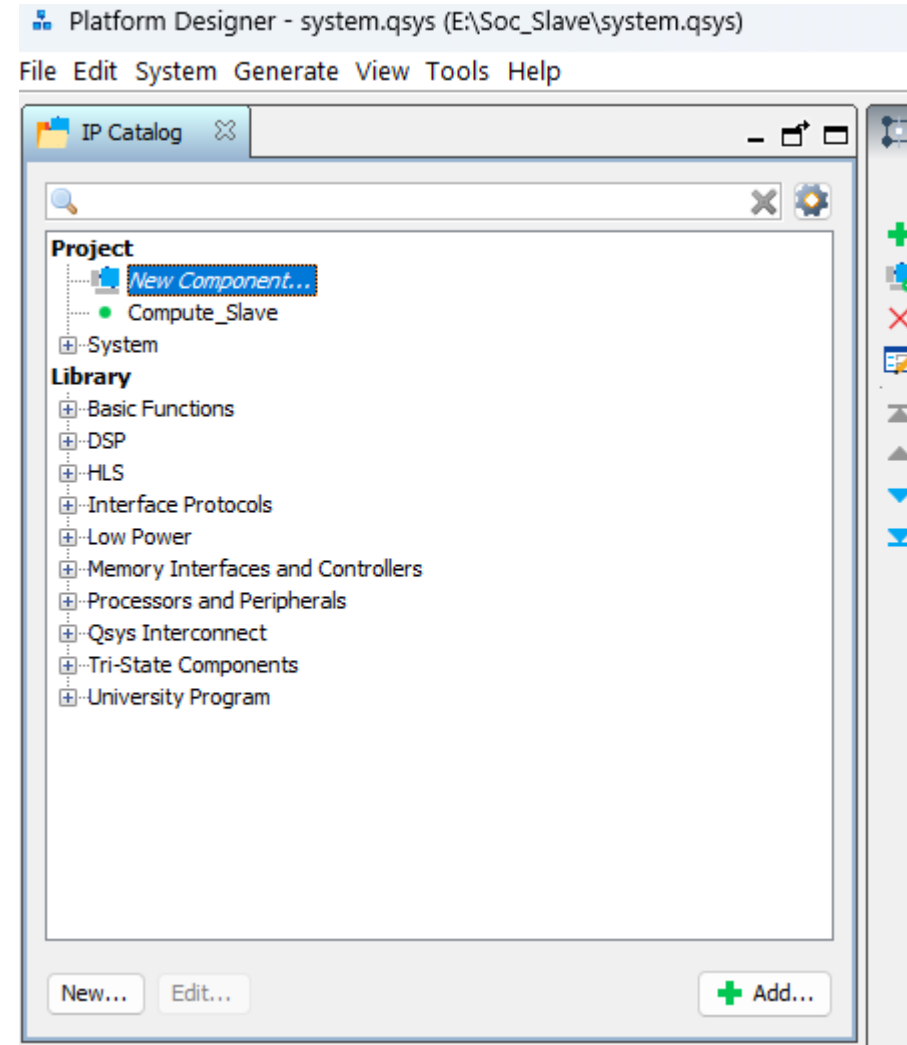 Platform Designer - system.qsys (E:\Soc_Slave\system.qsys)
File Edit System Generate View Tools Help
IP Catalog
Project
New Component...
Compute_Slave
System
Library
Basic Functions
DSP
HLS
Interface Protocols
Low Power
Memory Interfaces and Controllers
Processors and Peripherals
Qsys Interconnect
Tri-State Components
University Program
New... Edit... Add...